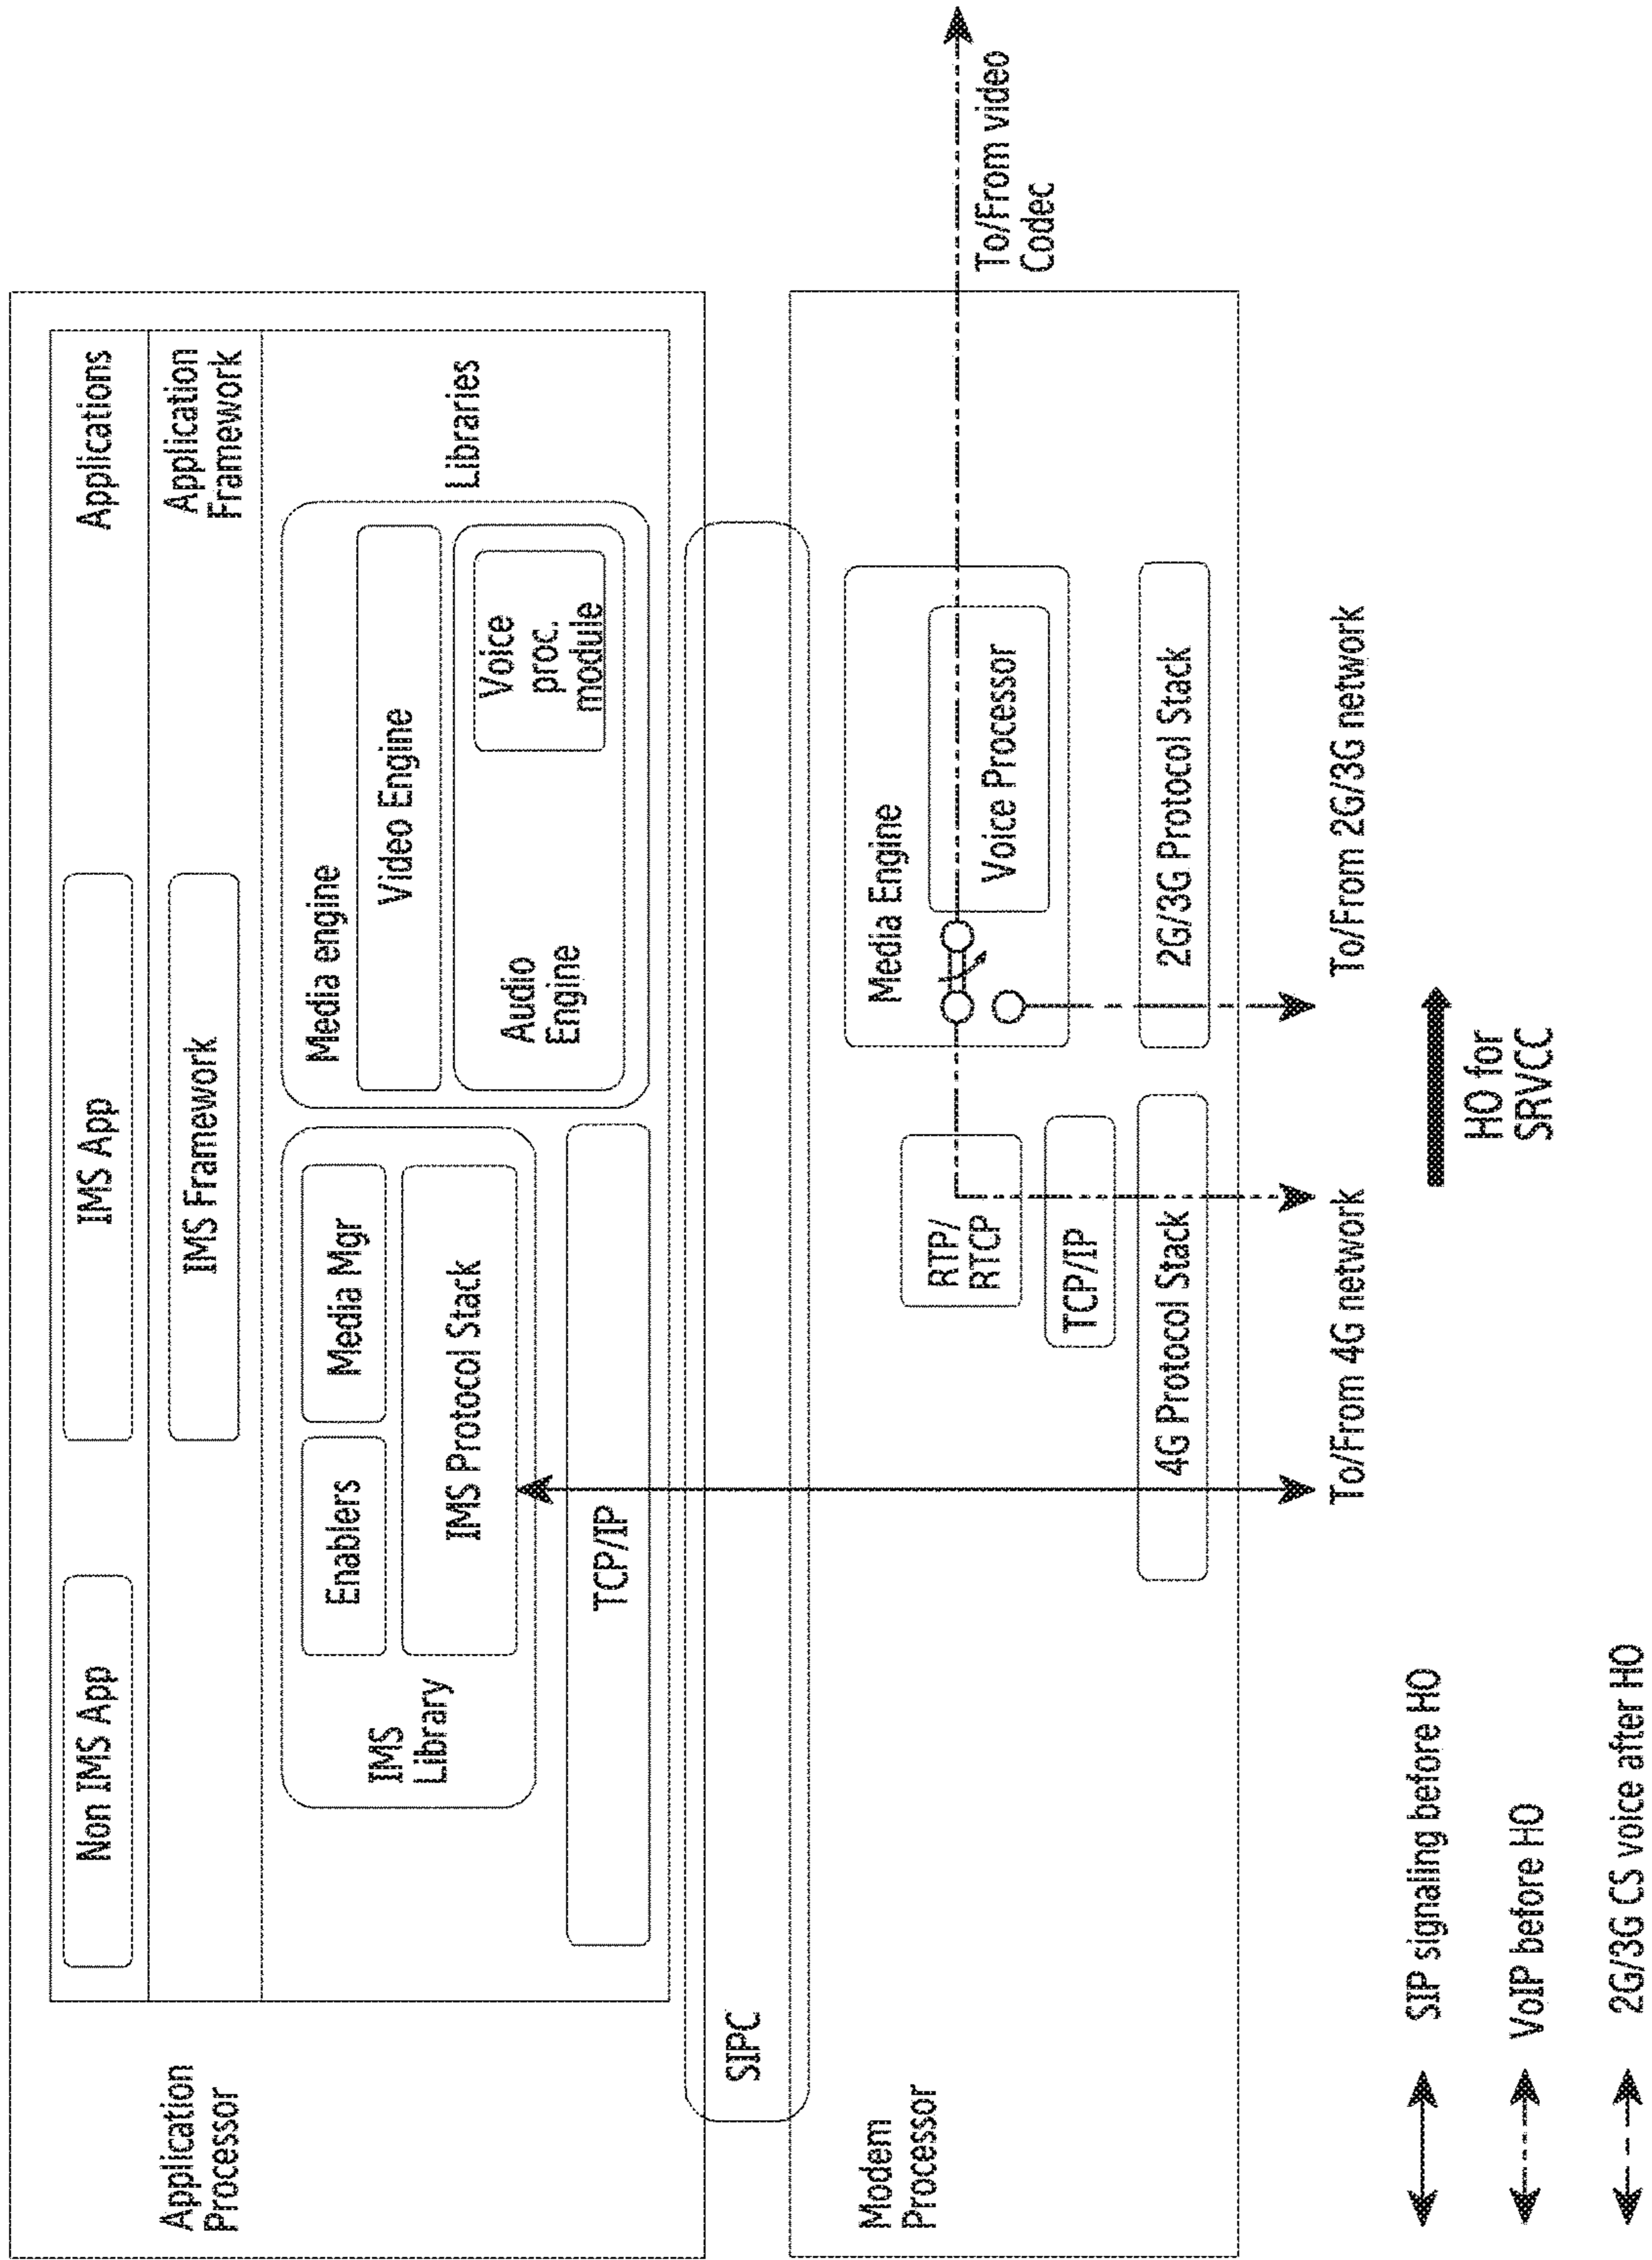 Application
Processor
Non IMS App
IMS App
Applications
IMS Framework
Application
Framework
IMS
Library
Enablers
Media Mgr
IMS Protocol Stack
Media engine
Video Engine
Audio
Engine
Voice
proc.
module
Libraries
TCP/IP
SIPC
Modem
Processor
RTP/
RTCP
TCP/IP
4G Protocol Stack
Media Engine
Voice Processor
2G/3G Protocol Stack
To/From video
Codec
To/From 4G network
To/From 2G/3G network
HO for
SRVCC
SIP signaling before HO
VoIP before HO
2G/3G CS voice after HO